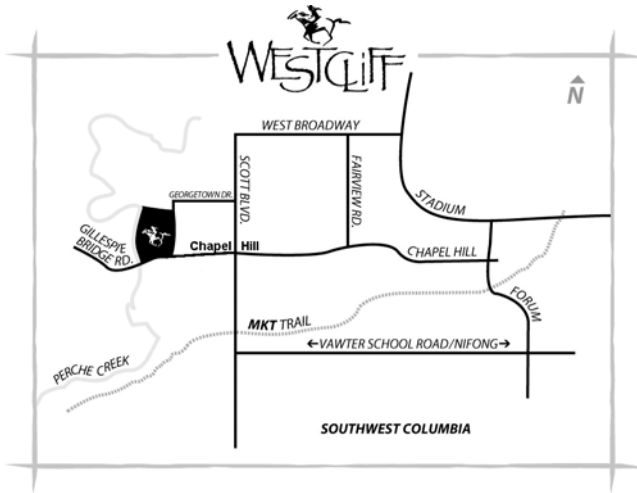 WESTCLIFF
N
WEST BROADWAY
SCOTT BLVD.
FAIRVIEW RD.
STADIUM
GEORGETOWN DR.
GILLESPIE
BRIDGE RD.
Chapel Hill
CHAPEL HILL
FORUM
MKT TRAIL
←VAWTER SCHOOL ROAD/NIFONG→
PERCHE CREEK
SOUTHWEST COLUMBIA